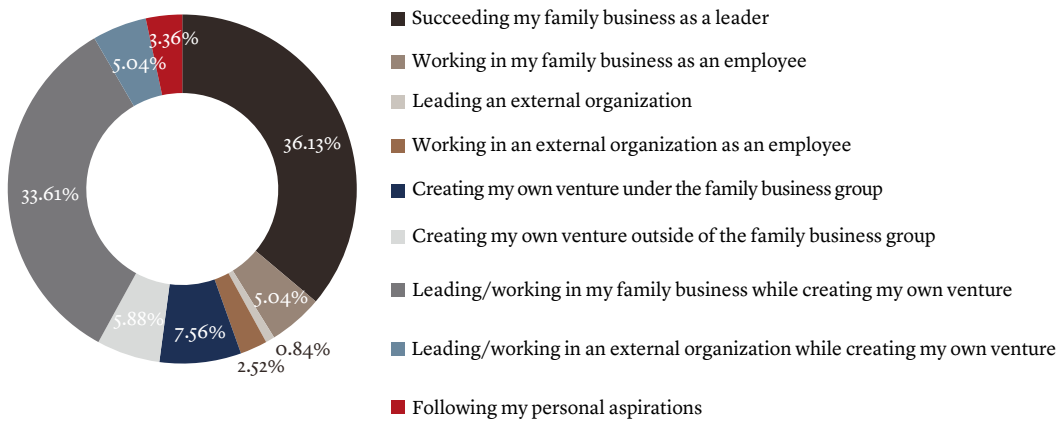 Succeeding my family business as a leader
Working in my family business as an employee
Leading an external organization
Working in an external organization as an employee
Creating my own venture under the family business group
Creating my own venture outside of the family business group
Leading/working in my family business while creating my own venture
Leading/working in an external organization while creating my own venture
Following my personal aspirations
3.36%
5.04%
36.13%
33.61%
5.04%
5.88%
7.56%
0.84%
2.52%